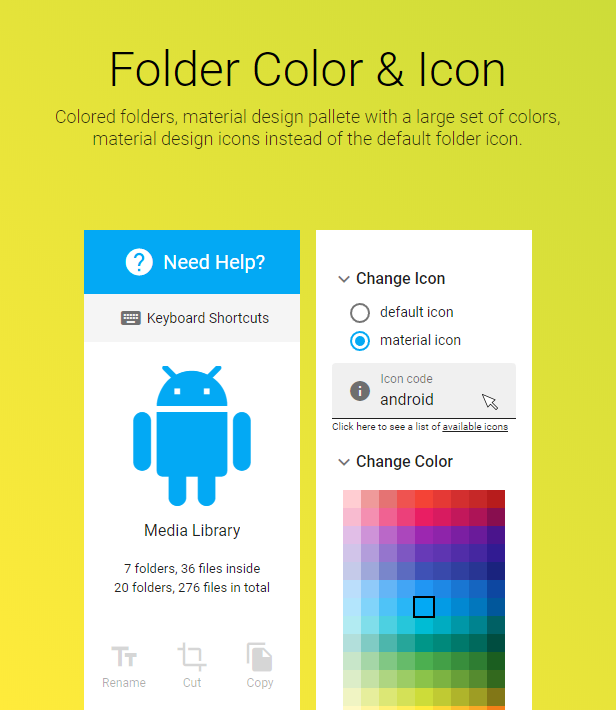 Folder Color & Icon
Colored folders, material design pallete with a large set of colors,
material design icons instead of the default folder icon.
Need Help?
Keyboard Shortcuts
Media Library
7 folders, 36 files inside
20 folders, 276 files in total
Rename
Cut
Copy
Change Icon
default icon
material icon
Icon code
android
Click here to see a list of available icons
Change Color